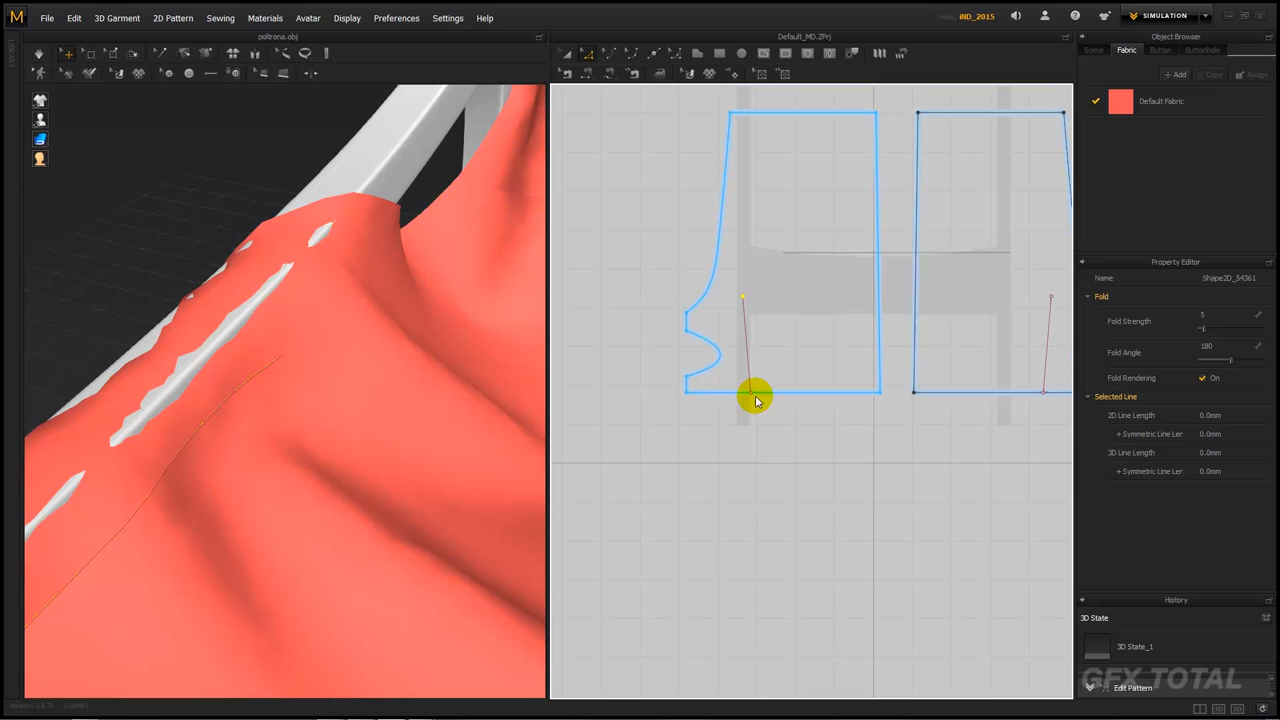 M File Edit 3D Garment 2D Pattern Sewing Materials Avatar Display Preferences Settings Help
Hello, iND_2015
SIMULATION
poltrona.obj
Default_MD.ZPrj
Object Browser
Scene Fabric Button Buttonhole
+ Add Copy Assign
Default Fabric
Property Editor
Name Shape2D_54361
Fold
Fold Strength 5
Fold Angle 180
Fold Rendering On
Selected Line
2D Line Length 0.0mm
+ Symmetric Line Ler 0.0mm
3D Line Length 0.0mm
+ Symmetric Line Ler 0.0mm
History
3D State
3D State_1
GFX TOTAL
Edit Pattern
3D 2D